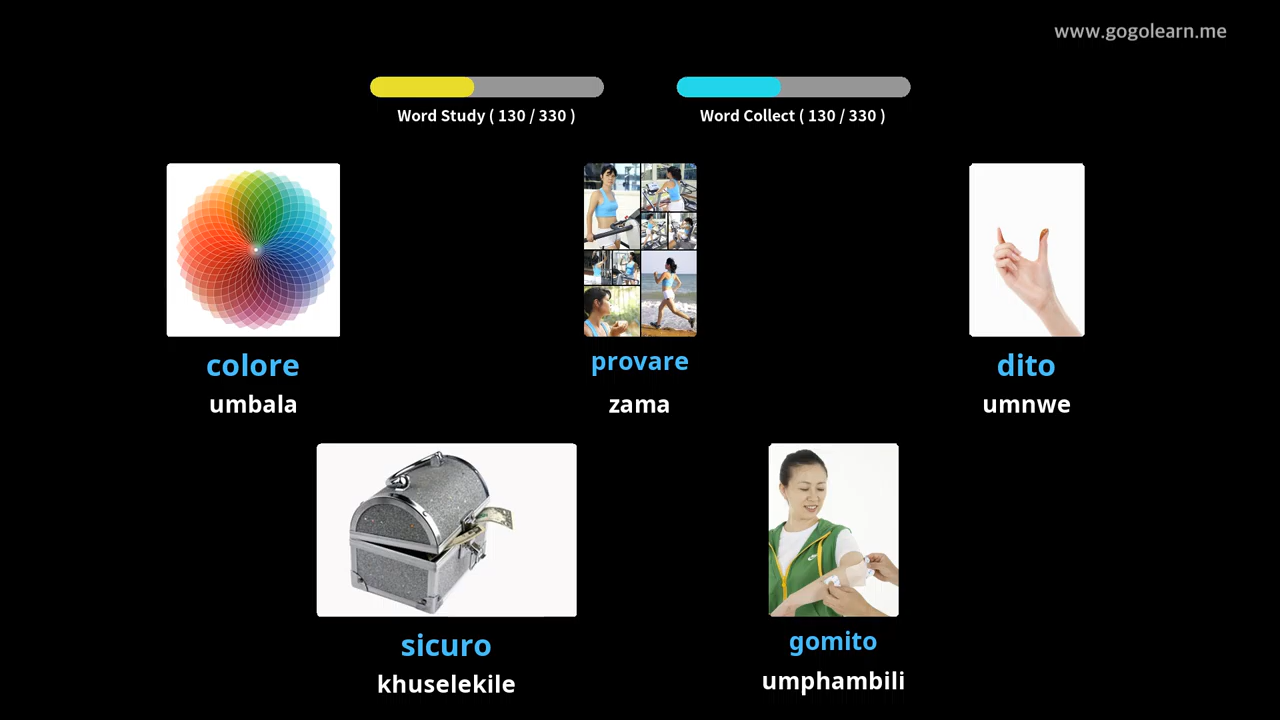 www.gogolearn.me
Word Study ( 130 / 330 )
Word Collect ( 130 / 330 )
colore
umbala
provare
zama
dito
umnwe
sicuro
khuselekile
gomito
umphambili